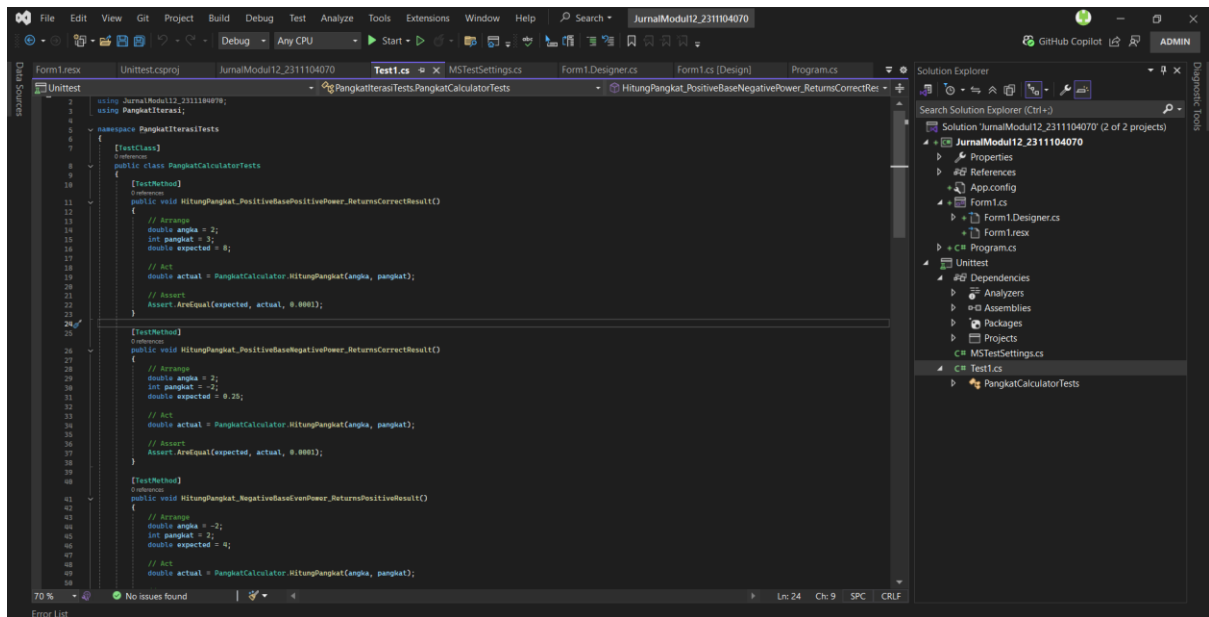 File Edit View Git Project Build Debug Test Analyze Tools Extensions Window Help Search JurnalModul12_2311104070
Debug Any CPU Start GitHub Copilot ADMIN
Data Sources
Form1.resx Unittest.csproj JurnalModul12_2311104070 Test1.cs MSTestSettings.cs Form1.Designer.cs Form1.cs [Design] Program.cs
Unittest PangkatIterasiTests.PangkatCalculatorTests HitungPangkat_PositiveBaseNegativePower_ReturnsCorrectRes
2 using JurnalModul12_2311104070;
3 using PangkatIterasi;
4
5 namespace PangkatIterasiTests
6 {
7 [TestClass]
0 references
8 public class PangkatCalculatorTests
9 {
10 [TestMethod]
0 references
11 public void HitungPangkat_PositiveBasePositivePower_ReturnsCorrectResult()
12 {
13 // Arrange
14 double angka = 2;
15 int pangkat = 3;
16 double expected = 8;
17
18 // Act
19 double actual = PangkatCalculator.HitungPangkat(angka, pangkat);
20
21 // Assert
22 Assert.AreEqual(expected, actual, 0.0001);
23 }
24
25 [TestMethod]
0 references
26 public void HitungPangkat_PositiveBaseNegativePower_ReturnsCorrectResult()
27 {
28 // Arrange
29 double angka = 2;
30 int pangkat = -2;
31 double expected = 0.25;
32
33 // Act
34 double actual = PangkatCalculator.HitungPangkat(angka, pangkat);
35
36 // Assert
37 Assert.AreEqual(expected, actual, 0.0001);
38 }
39
40 [TestMethod]
0 references
41 public void HitungPangkat_NegativeBaseEvenPower_ReturnsPositiveResult()
42 {
43 // Arrange
44 double angka = -2;
45 int pangkat = 2;
46 double expected = 4;
47
48 // Act
49 double actual = PangkatCalculator.HitungPangkat(angka, pangkat);
50
70 % No issues found Ln: 24 Ch: 9 SPC CRLF
Error List
Solution Explorer
Search Solution Explorer (Ctrl+;)
Solution 'JurnalModul12_2311104070' (2 of 2 projects)
JurnalModul12_2311104070
Properties
References
App.config
Form1.cs
Form1.Designer.cs
Form1.resx
C# Program.cs
Unittest
Dependencies
Analyzers
Assemblies
Packages
Projects
C# MSTestSettings.cs
C# Test1.cs
PangkatCalculatorTests
Diagnostic Tools